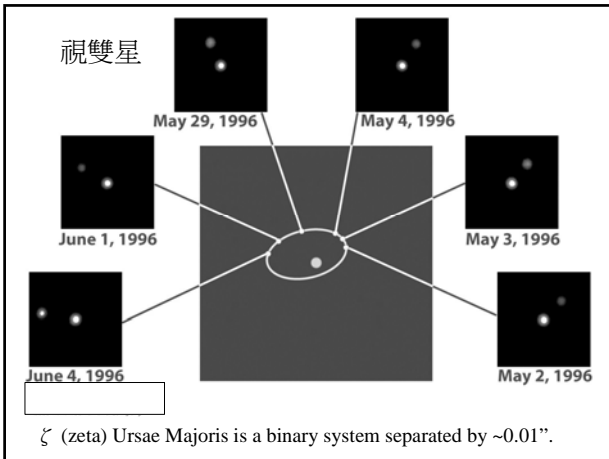 視雙星
May 29, 1996
May 4, 1996
June 1, 1996
May 3, 1996
June 4, 1996
May 2, 1996
ζ (zeta) Ursae Majoris is a binary system separated by ~0.01”.